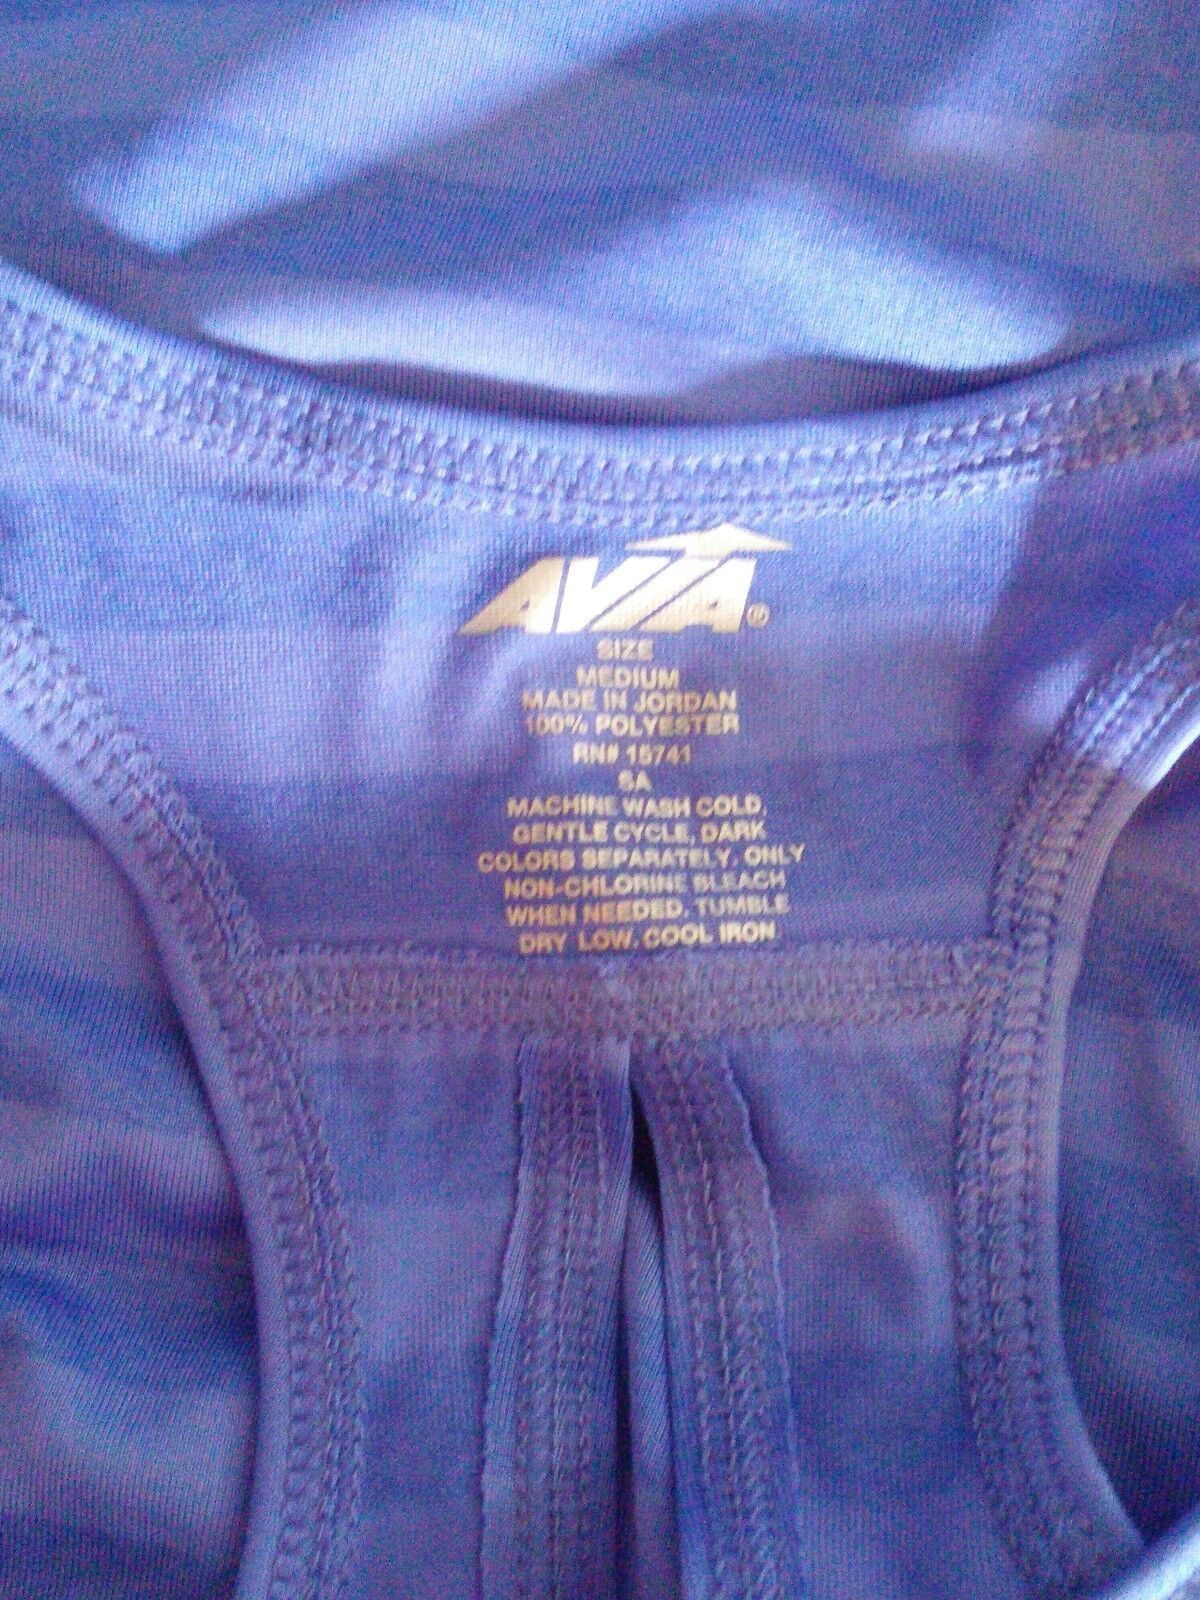 AVIA®
SIZE
MEDIUM
MADE IN JORDAN
100% POLYESTER
RN# 15741
SA
MACHINE WASH COLD,
GENTLE CYCLE, DARK
COLORS SEPARATELY, ONLY
NON-CHLORINE BLEACH
WHEN NEEDED, TUMBLE
DRY LOW, COOL IRON